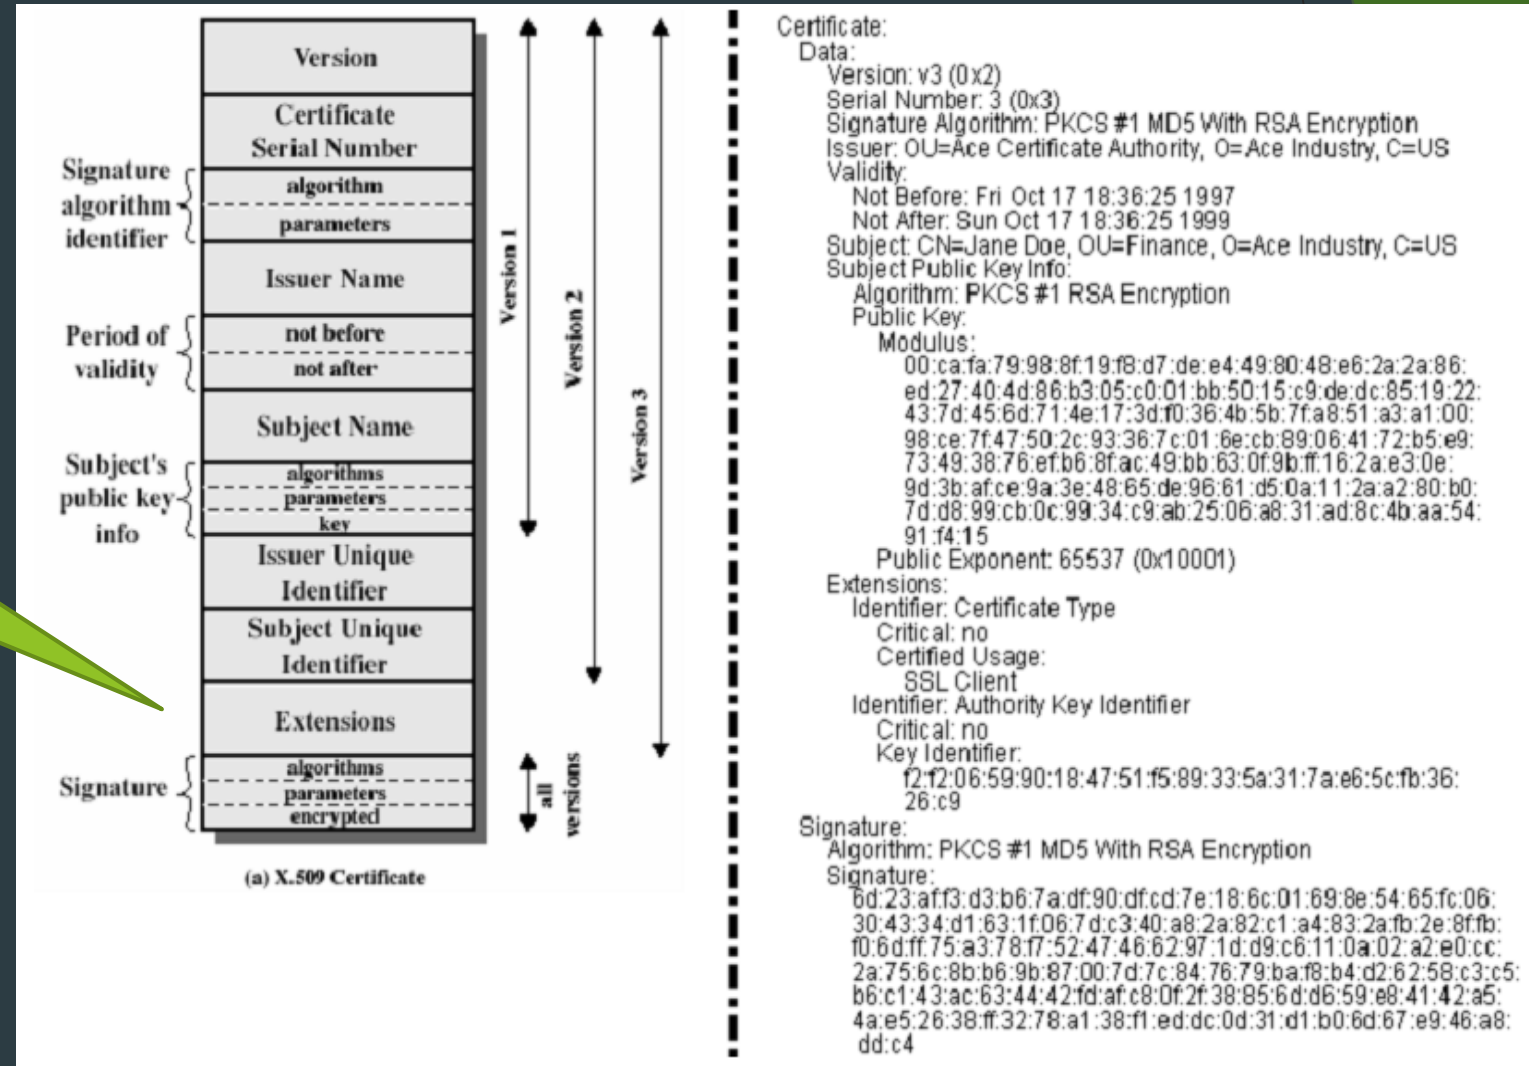 Version
Certificate
Serial Number
Signature
algorithm
identifier
algorithm
parameters
Issuer Name
Period of
validity
not before
not after
Subject Name
Subject's
public key
info
algorithms
parameters
key
Issuer Unique
Identifier
Subject Unique
Identifier
Extensions
Signature
algorithms
parameters
encrypted
Version 1
Version 2
Version 3
all
versions
(a) X.509 Certificate
Certificate:
Data:
Version: v3 (0x2)
Serial Number: 3 (0x3)
Signature Algorithm: PKCS #1 MD5 With RSA Encryption
Issuer: OU=Ace Certificate Authority, O=Ace Industry, C=US
Validity:
Not Before: Fri Oct 17 18:36:25 1997
Not After: Sun Oct 17 18:36:25 1999
Subject: CN=Jane Doe, OU=Finance, O=Ace Industry, C=US
Subject Public Key Info:
Algorithm: PKCS #1 RSA Encryption
Public Key:
Modulus:
00:ca:fa:79:98:8f:19:f8:d7:de:e4:49:80:48:e6:2a:2a:86:
ed:27:40:4d:86:b3:05:c0:01:bb:50:15:c9:de:dc:85:19:22:
43:7d:45:6d:71:4e:17:3d:f0:36:4b:5b:7f:a8:51:a3:a1:00:
98:ce:7f:47:50:2c:93:36:7c:01:6e:cb:89:06:41:72:b5:e9:
73:49:38:76:ef:b6:8f:ac:49:bb:63:0f:9b:ff:16:2a:e3:0e:
9d:3b:af:ce:9a:3e:48:65:de:96:61:d5:0a:11:2a:a2:80:b0:
7d:d8:99:cb:0c:99:34:c9:ab:25:06:a8:31:ad:8c:4b:aa:54:
91:f4:15
Public Exponent: 65537 (0x10001)
Extensions:
Identifier: Certificate Type
Critical: no
Certified Usage:
SSL Client
Identifier: Authority Key Identifier
Critical: no
Key Identifier:
f2:f2:06:59:90:18:47:51:f5:89:33:5a:31:7a:e6:5c:fb:36:
26:c9
Signature:
Algorithm: PKCS #1 MD5 With RSA Encryption
Signature:
6d:23:af:f3:d3:b6:7a:df:90:df:cd:7e:18:6c:01:69:8e:54:65:fc:06:
30:43:34:d1:63:1f:06:7d:c3:40:a8:2a:82:c1:a4:83:2a:fb:2e:8f:fb:
f0:6d:ff:75:a3:78:f7:52:47:46:62:97:1d:d9:c6:11:0a:02:a2:e0:cc:
2a:75:6c:8b:b6:9b:87:00:7d:7c:84:76:79:ba:f8:b4:d2:62:58:c3:c5:
b6:c1:43:ac:63:44:42:fd:af:c8:0f:2f:38:85:6d:d6:59:e8:41:42:a5:
4a:e5:26:38:ff:32:78:a1:38:f1:ed:dc:0d:31:d1:b0:6d:67:e9:46:a8:
dd:c4